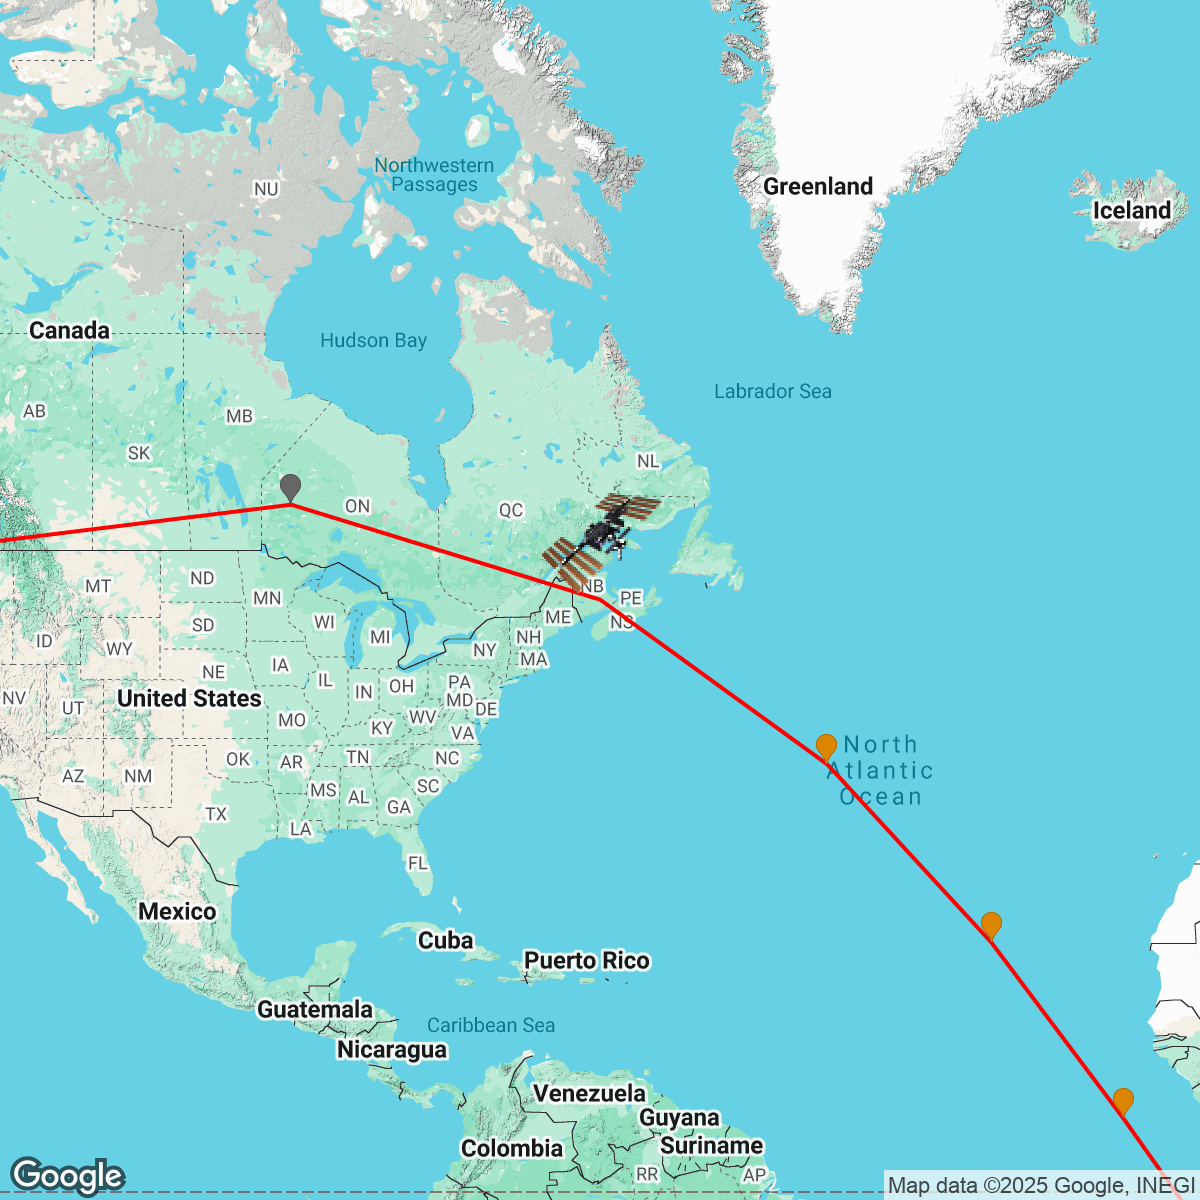 Northwestern
Passages
NU
Greenland
Iceland
Canada
Hudson Bay
Labrador Sea
AB
MB
SK
NL
ON
QC
MT
ND
MN
NB
PE
ID
WY
SD
WI
MI
ME
NS
NH
NY
MA
NE
IA
IL
IN
OH
PA
NV
UT
United States
MD
DE
MO
KY
WV
VA
North
Atlantic
Ocean
AZ
NM
OK
AR
TN
NC
MS
AL
SC
GA
TX
LA
FL
Mexico
Cuba
Puerto Rico
Guatemala
Caribbean Sea
Nicaragua
Venezuela
Guyana
Colombia
Suriname
RR
AP
Google
Map data ©2025 Google, INEGI